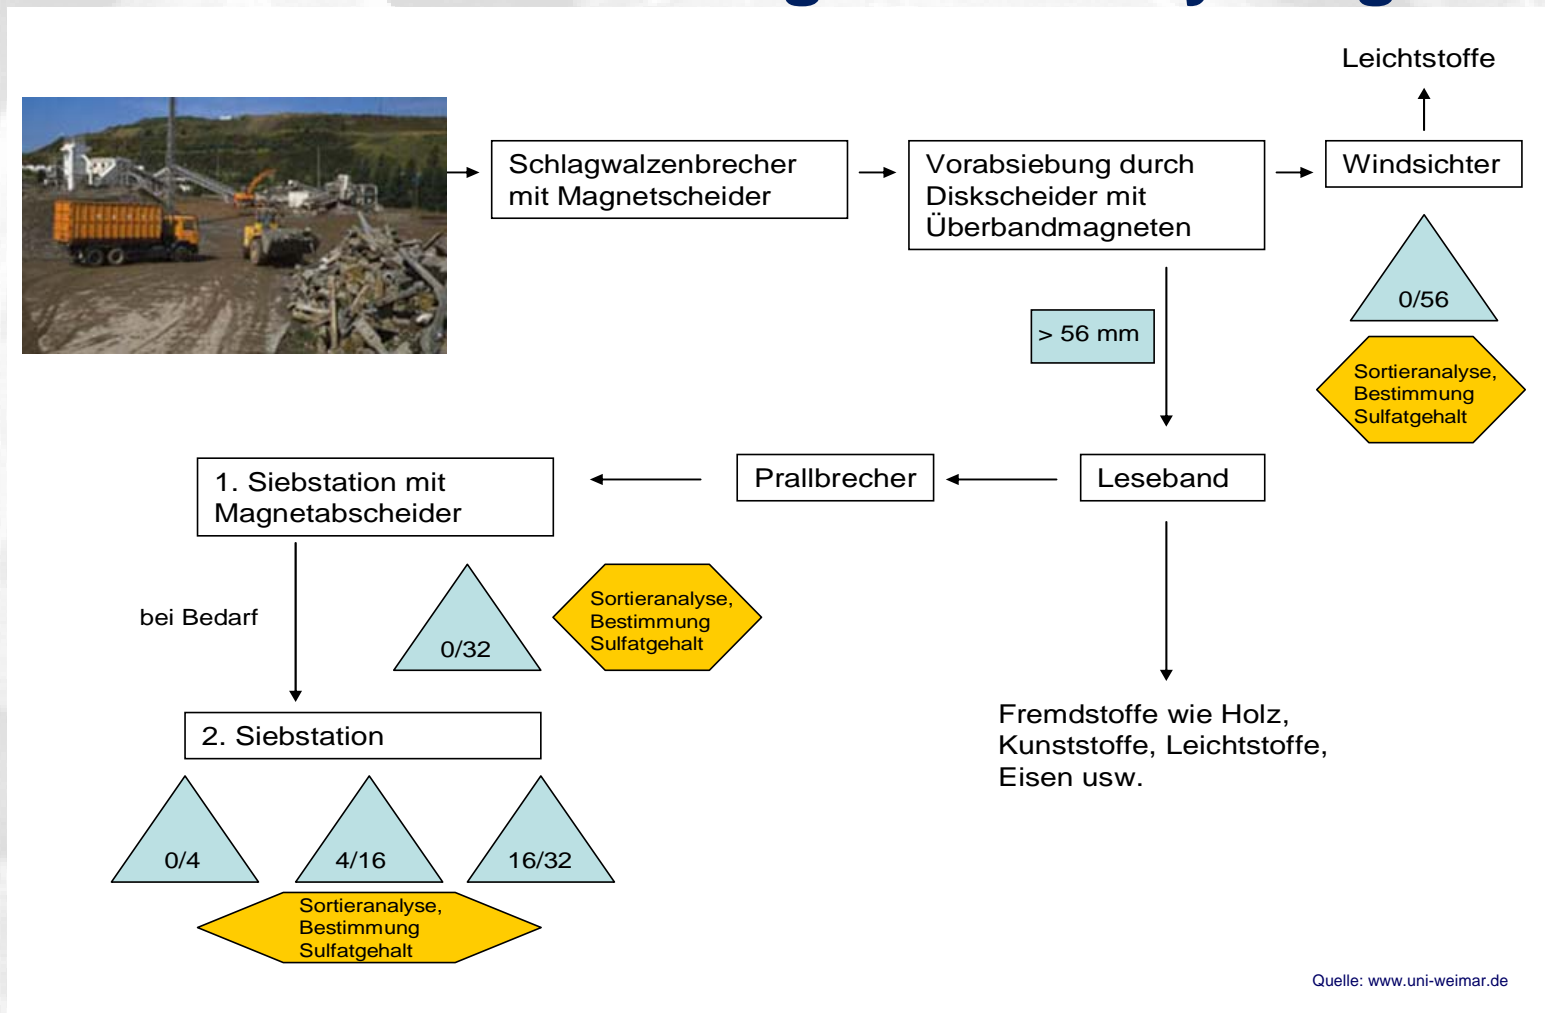 Leichtstoffe
Schlagwalzenbrecher
mit Magnetscheider
Vorabsiebung durch
Diskscheider mit
Überbandmagneten
Windsichter
0/56
> 56 mm
Sortieranalyse,
Bestimmung
Sulfatgehalt
1. Siebstation mit
Magnetabscheider
Prallbrecher
Leseband
bei Bedarf
0/32
Sortieranalyse,
Bestimmung
Sulfatgehalt
2. Siebstation
Fremdstoffe wie Holz,
Kunststoffe, Leichtstoffe,
Eisen usw.
0/4
4/16
16/32
Sortieranalyse,
Bestimmung
Sulfatgehalt
Quelle: www.uni-weimar.de